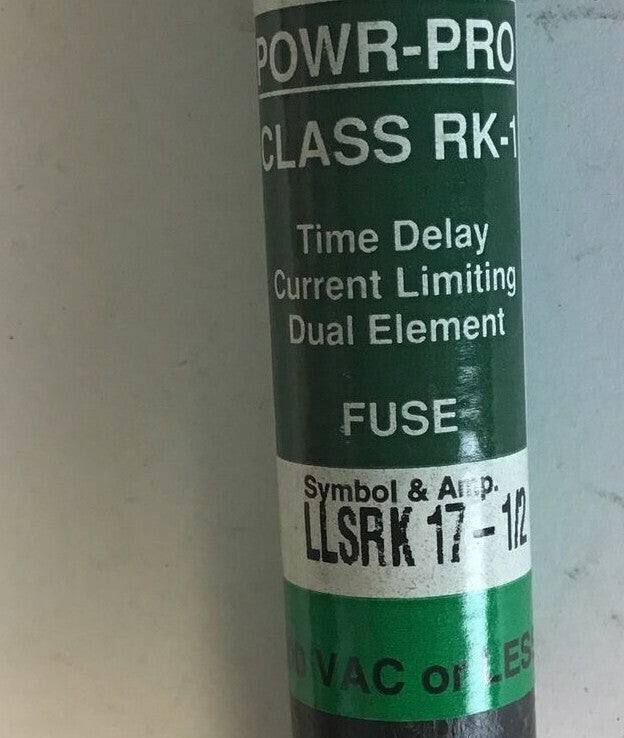 POWR-PRO
CLASS RK-1
Time Delay
Current Limiting
Dual Element
FUSE
Symbol & Amp.
LLSRK 17-1/2
VAC or LESS